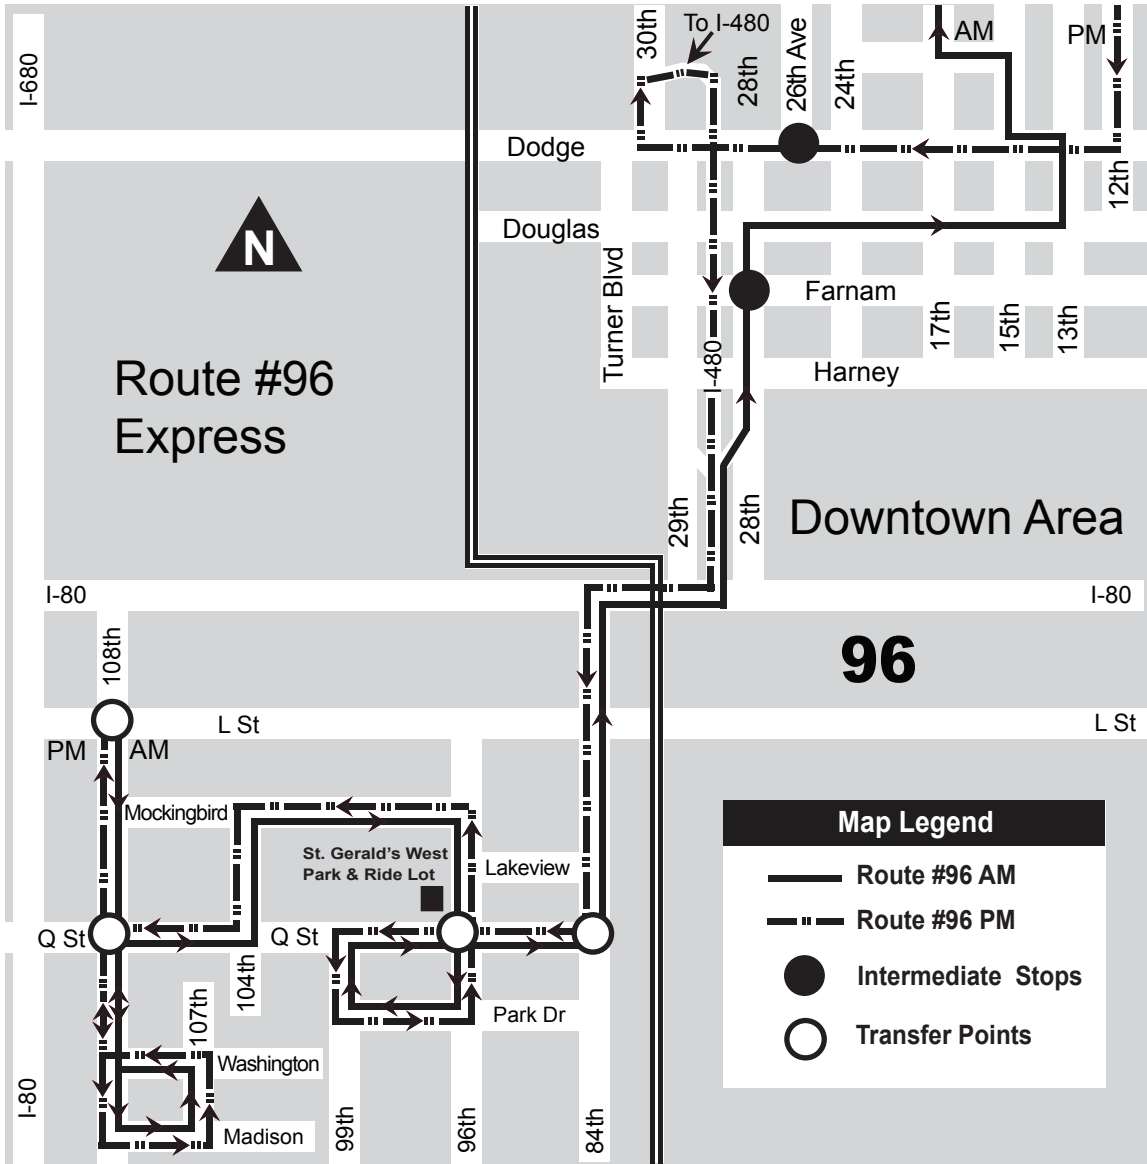 To I-480
30th
28th
26th Ave
24th
AM
PM
I-680
Dodge
12th
Douglas
N
Turner Blvd
Farnam
17th
15th
13th
I-480
Harney
Route #96
Express
29th
28th
Downtown Area
I-80
I-80
108th
96
L St
L St
PM
AM
Mockingbird
Map Legend
St. Gerald's West
Park & Ride Lot
Lakeview
Route #96 AM
Route #96 PM
Q St
Q St
104th
Intermediate Stops
107th
Park Dr
Transfer Points
Washington
I-80
Madison
99th
96th
84th